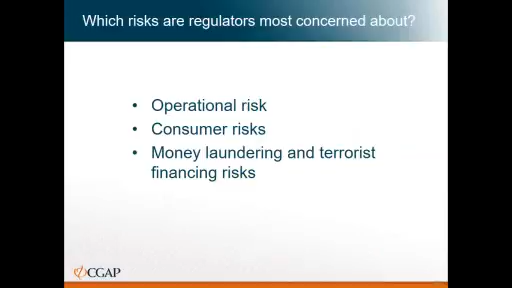 Which risks are regulators most concerned about?
• Operational risk
• Consumer risks
• Money laundering and terrorist
financing risks
CGAP